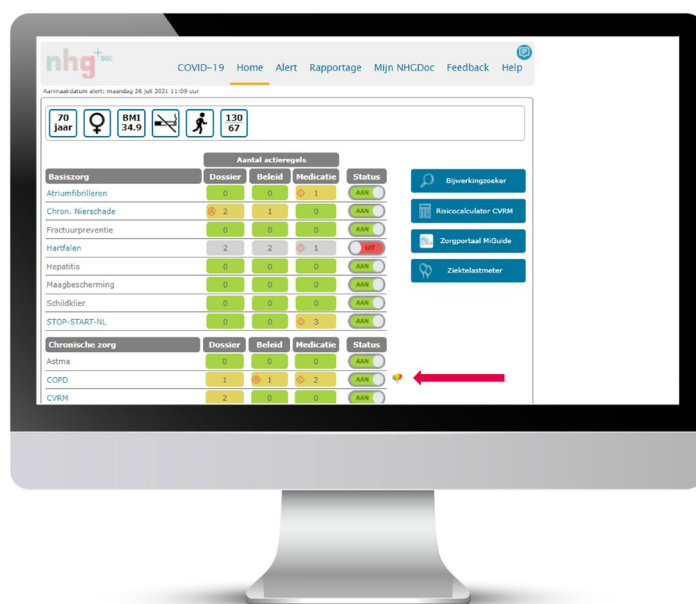 nhg+DOC
COVID-19 Home Alert Rapportage Mijn NHGDoc Feedback Help
Aanmaakdatum alert: maandag 26 juli 2021 11:09 uur
70 jaar BMI 34.9 130 67
Aantal actieregels
Basiszorg Dossier Beleid Medicatie Status
Atriumfibrilleren 0 0 1 AAN
Bijwerkingzoeker
Chron. Nierschade 2 1 0 AAN
Risicocalculator CVRM
Fractuurpreventie 0 0 0 AAN
Zorgportaal MiGuide
Hartfalen 2 2 1 UIT
Ziektelastmeter
Hepatitis 0 0 0 AAN
Maagbescherming 0 0 0 AAN
Schildklier 0 0 0 AAN
STOP-START-NL 0 0 3 AAN
Chronische zorg Dossier Beleid Medicatie Status
Astma 0 0 0 AAN
COPD 1 1 2 AAN
CVRM 2 0 0 AAN